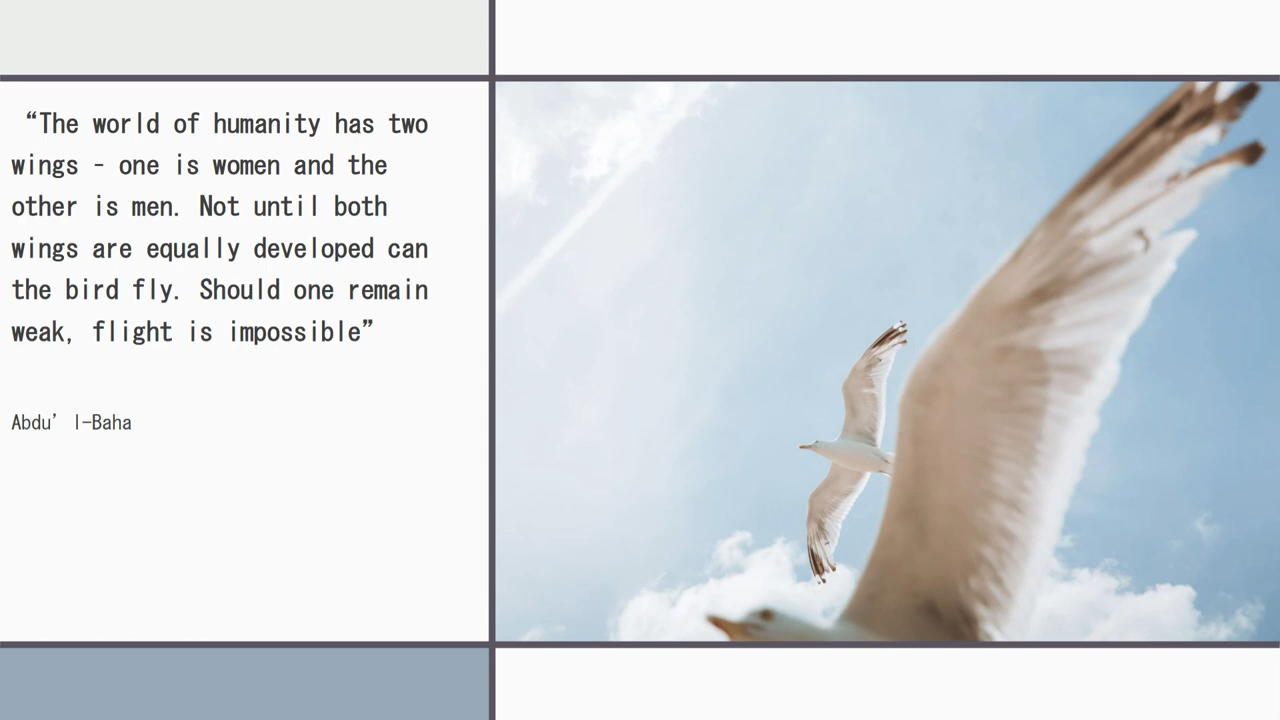 “The world of humanity has two
wings - one is women and the
other is men. Not until both
wings are equally developed can
the bird fly. Should one remain
weak, flight is impossible”
Abdu’ l-Baha